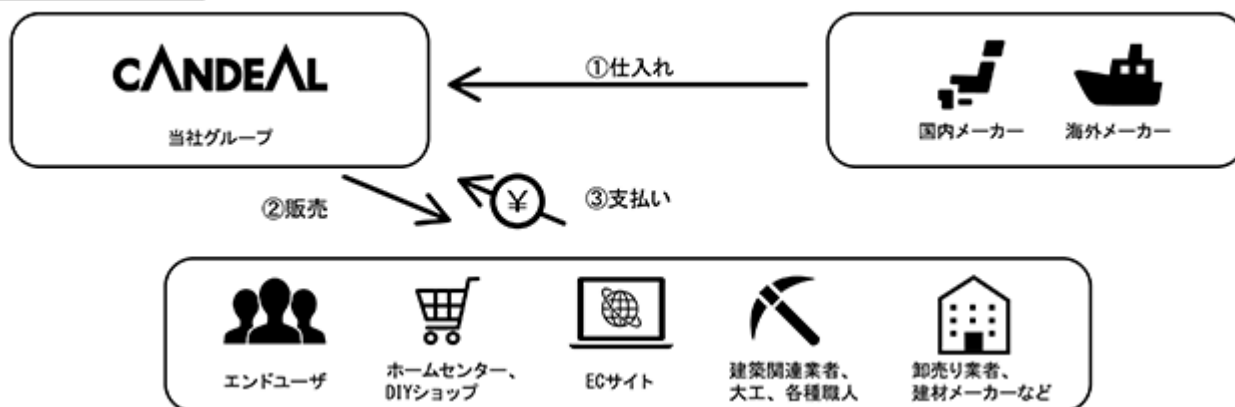 CANDEAL
当社グループ
①仕入れ
国内メーカー
海外メーカー
②販売
¥
③支払い
エンドユーザ
ホームセンター、
DIYショップ
ECサイト
建築関連業者、
大工、各種職人
卸売り業者、
建材メーカーなど